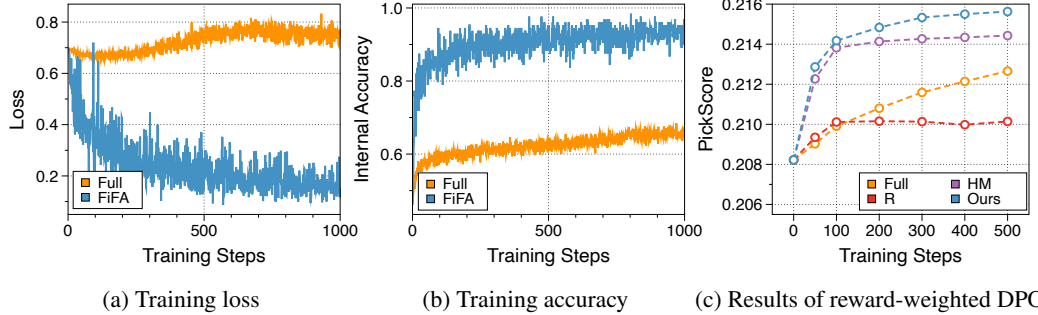 0.8
0.6
0.4
0.2
Loss
Full
FiFA
0
500
1000
Training Steps
(a) Training loss
1.0
0.8
0.6
Internal Accuracy
Full
FiFA
0
500
1000
Training Steps
(b) Training accuracy
0.216
0.214
0.212
0.210
0.208
0.206
PickScore
Full
R
HM
Ours
0 100 200 300 400 500
Training Steps
(c) Results of reward-weighted DPO